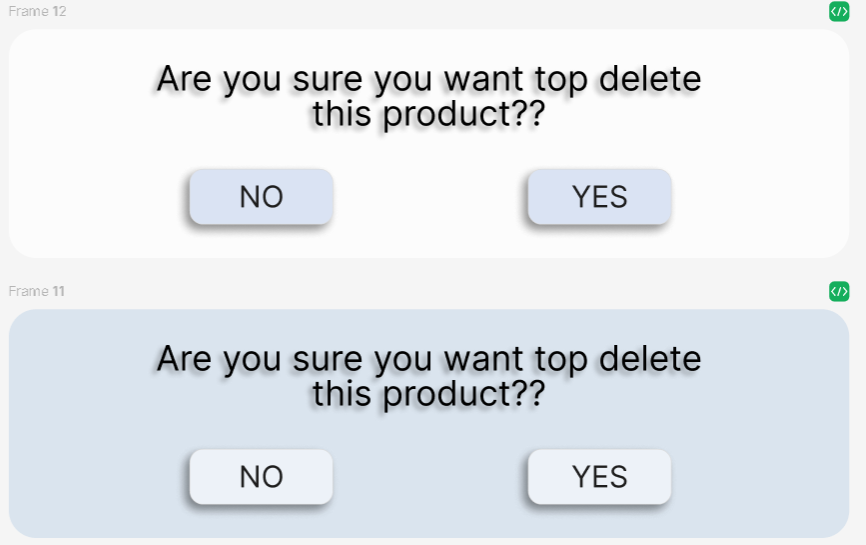 Frame 12
</>
Are you sure you want top delete
this product??
NO YES
Frame 11
</>
Are you sure you want top delete
this product??
NO YES